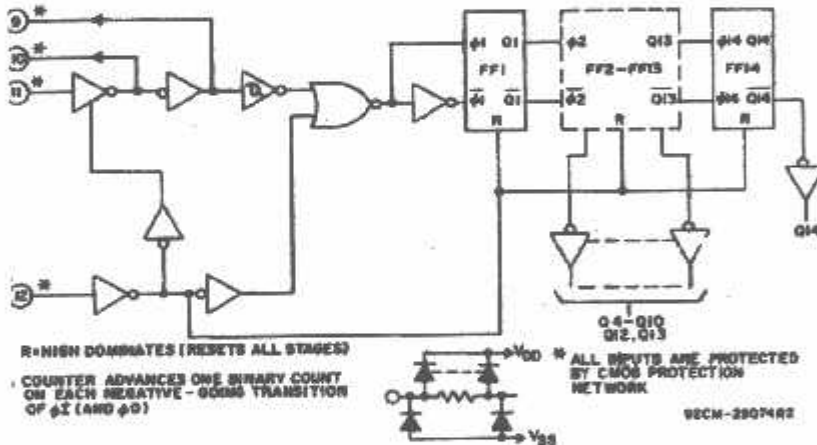 9 *
10 *
11 *
12 *
φ1 Q1
FF1
φ1 Q1
R
φ2 Q13
FF2-FF13
φ2 Q13
R
φ14 Q14
FF14
φ14 Q14
R
Q14
Q4-Q10
Q12, Q13
R=HIGH DOMINATES (RESETS ALL STAGES)
COUNTER ADVANCES ONE BINARY COUNT
ON EACH NEGATIVE-GOING TRANSITION
OF φI (AND φO)
VDD
VSS
* ALL INPUTS ARE PROTECTED
BY CMOS PROTECTION
NETWORK
92CM-29074R2